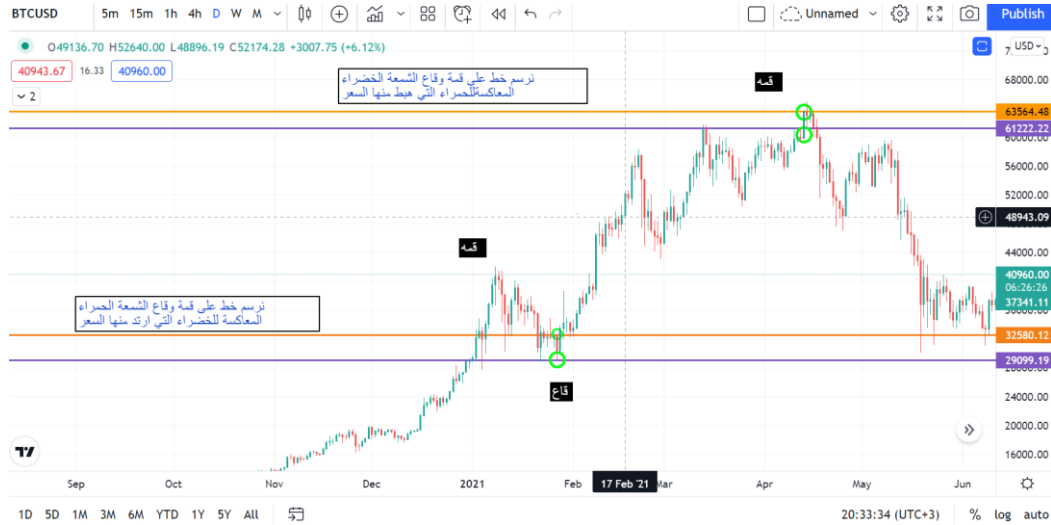 BTCUSD 5m 15m 1h 4h D W M Unnamed Publish
O49136.70 H52640.00 L48896.19 C52174.28 +3007.75 (+6.12%)
USD
40943.67 16.33 40960.00
2
نرسم خط على قمة وقاع الشمعة الخضراء
المعاكسةللحمراء التي هبط منها السعر
قمه
68000.00
63564.48
61222.22
60000.00
56000.00
52000.00
48943.09
قمه
44000.00
40960.00
06:26:26
37341.11
36000.00
نرسم خط على قمة وقاع الشمعة الحمراء
المعاكسة للخضراء التي ارتد منها السعر
32580.12
29099.19
28000.00
قاع
24000.00
20000.00
16000.00
Sep Oct Nov Dec 2021 Feb 17 Feb '21 Mar Apr May Jun
1D 5D 1M 3M 6M YTD 1Y 5Y All 20:33:34 (UTC+3) % log auto